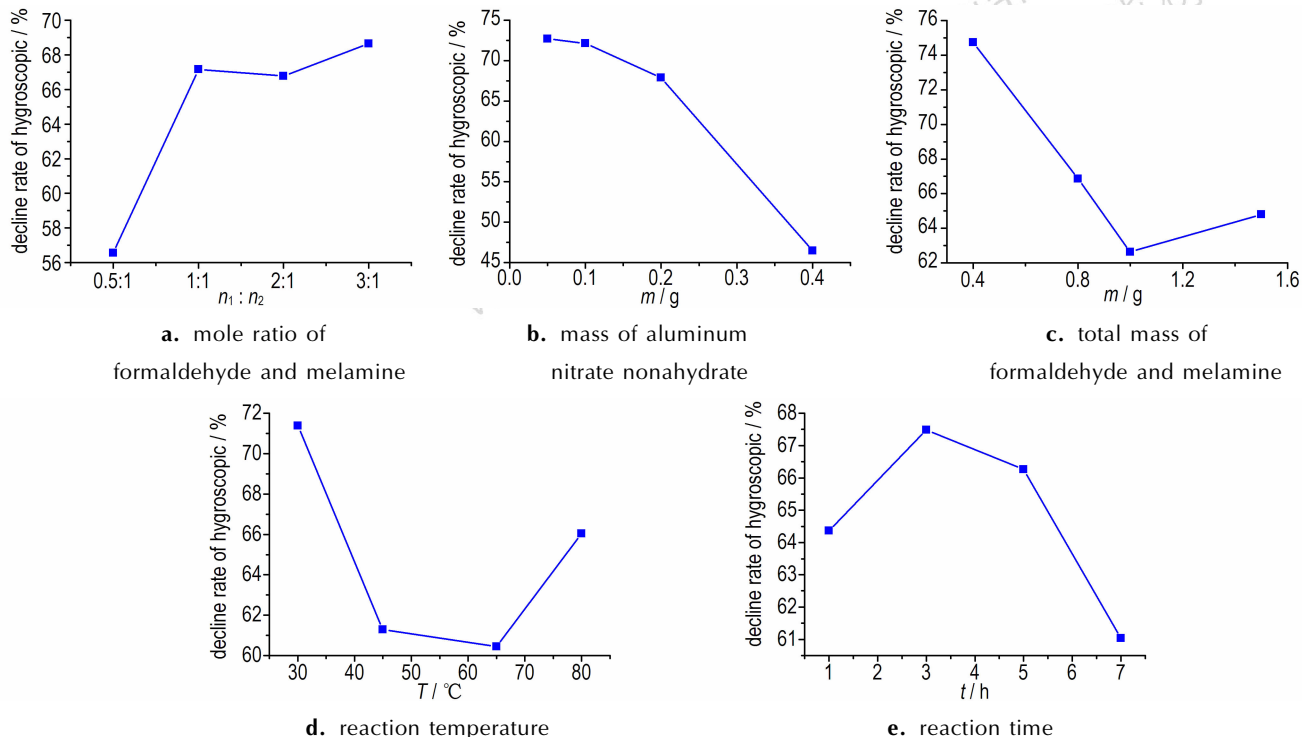 decline rate of hygroscopic / %
70
68
66
64
62
60
58
56
0.5:1 1:1 2:1 3:1
n₁ : n₂
a. mole ratio of
formaldehyde and melamine
decline rate of hygroscopic / %
75
70
65
60
55
50
45
0.0 0.1 0.2 0.3 0.4
m / g
b. mass of aluminum
nitrate nonahydrate
decline rate of hygroscopic / %
76
74
72
70
68
66
64
62
0.4 0.8 1.2 1.6
m / g
c. total mass of
formaldehyde and melamine
decline rate of hygroscopic / %
72
70
68
66
64
62
60
30 40 50 60 70 80
T / °C
d. reaction temperature
decline rate of hygroscopic / %
68
67
66
65
64
63
62
61
1 2 3 4 5 6 7
t / h
e. reaction time